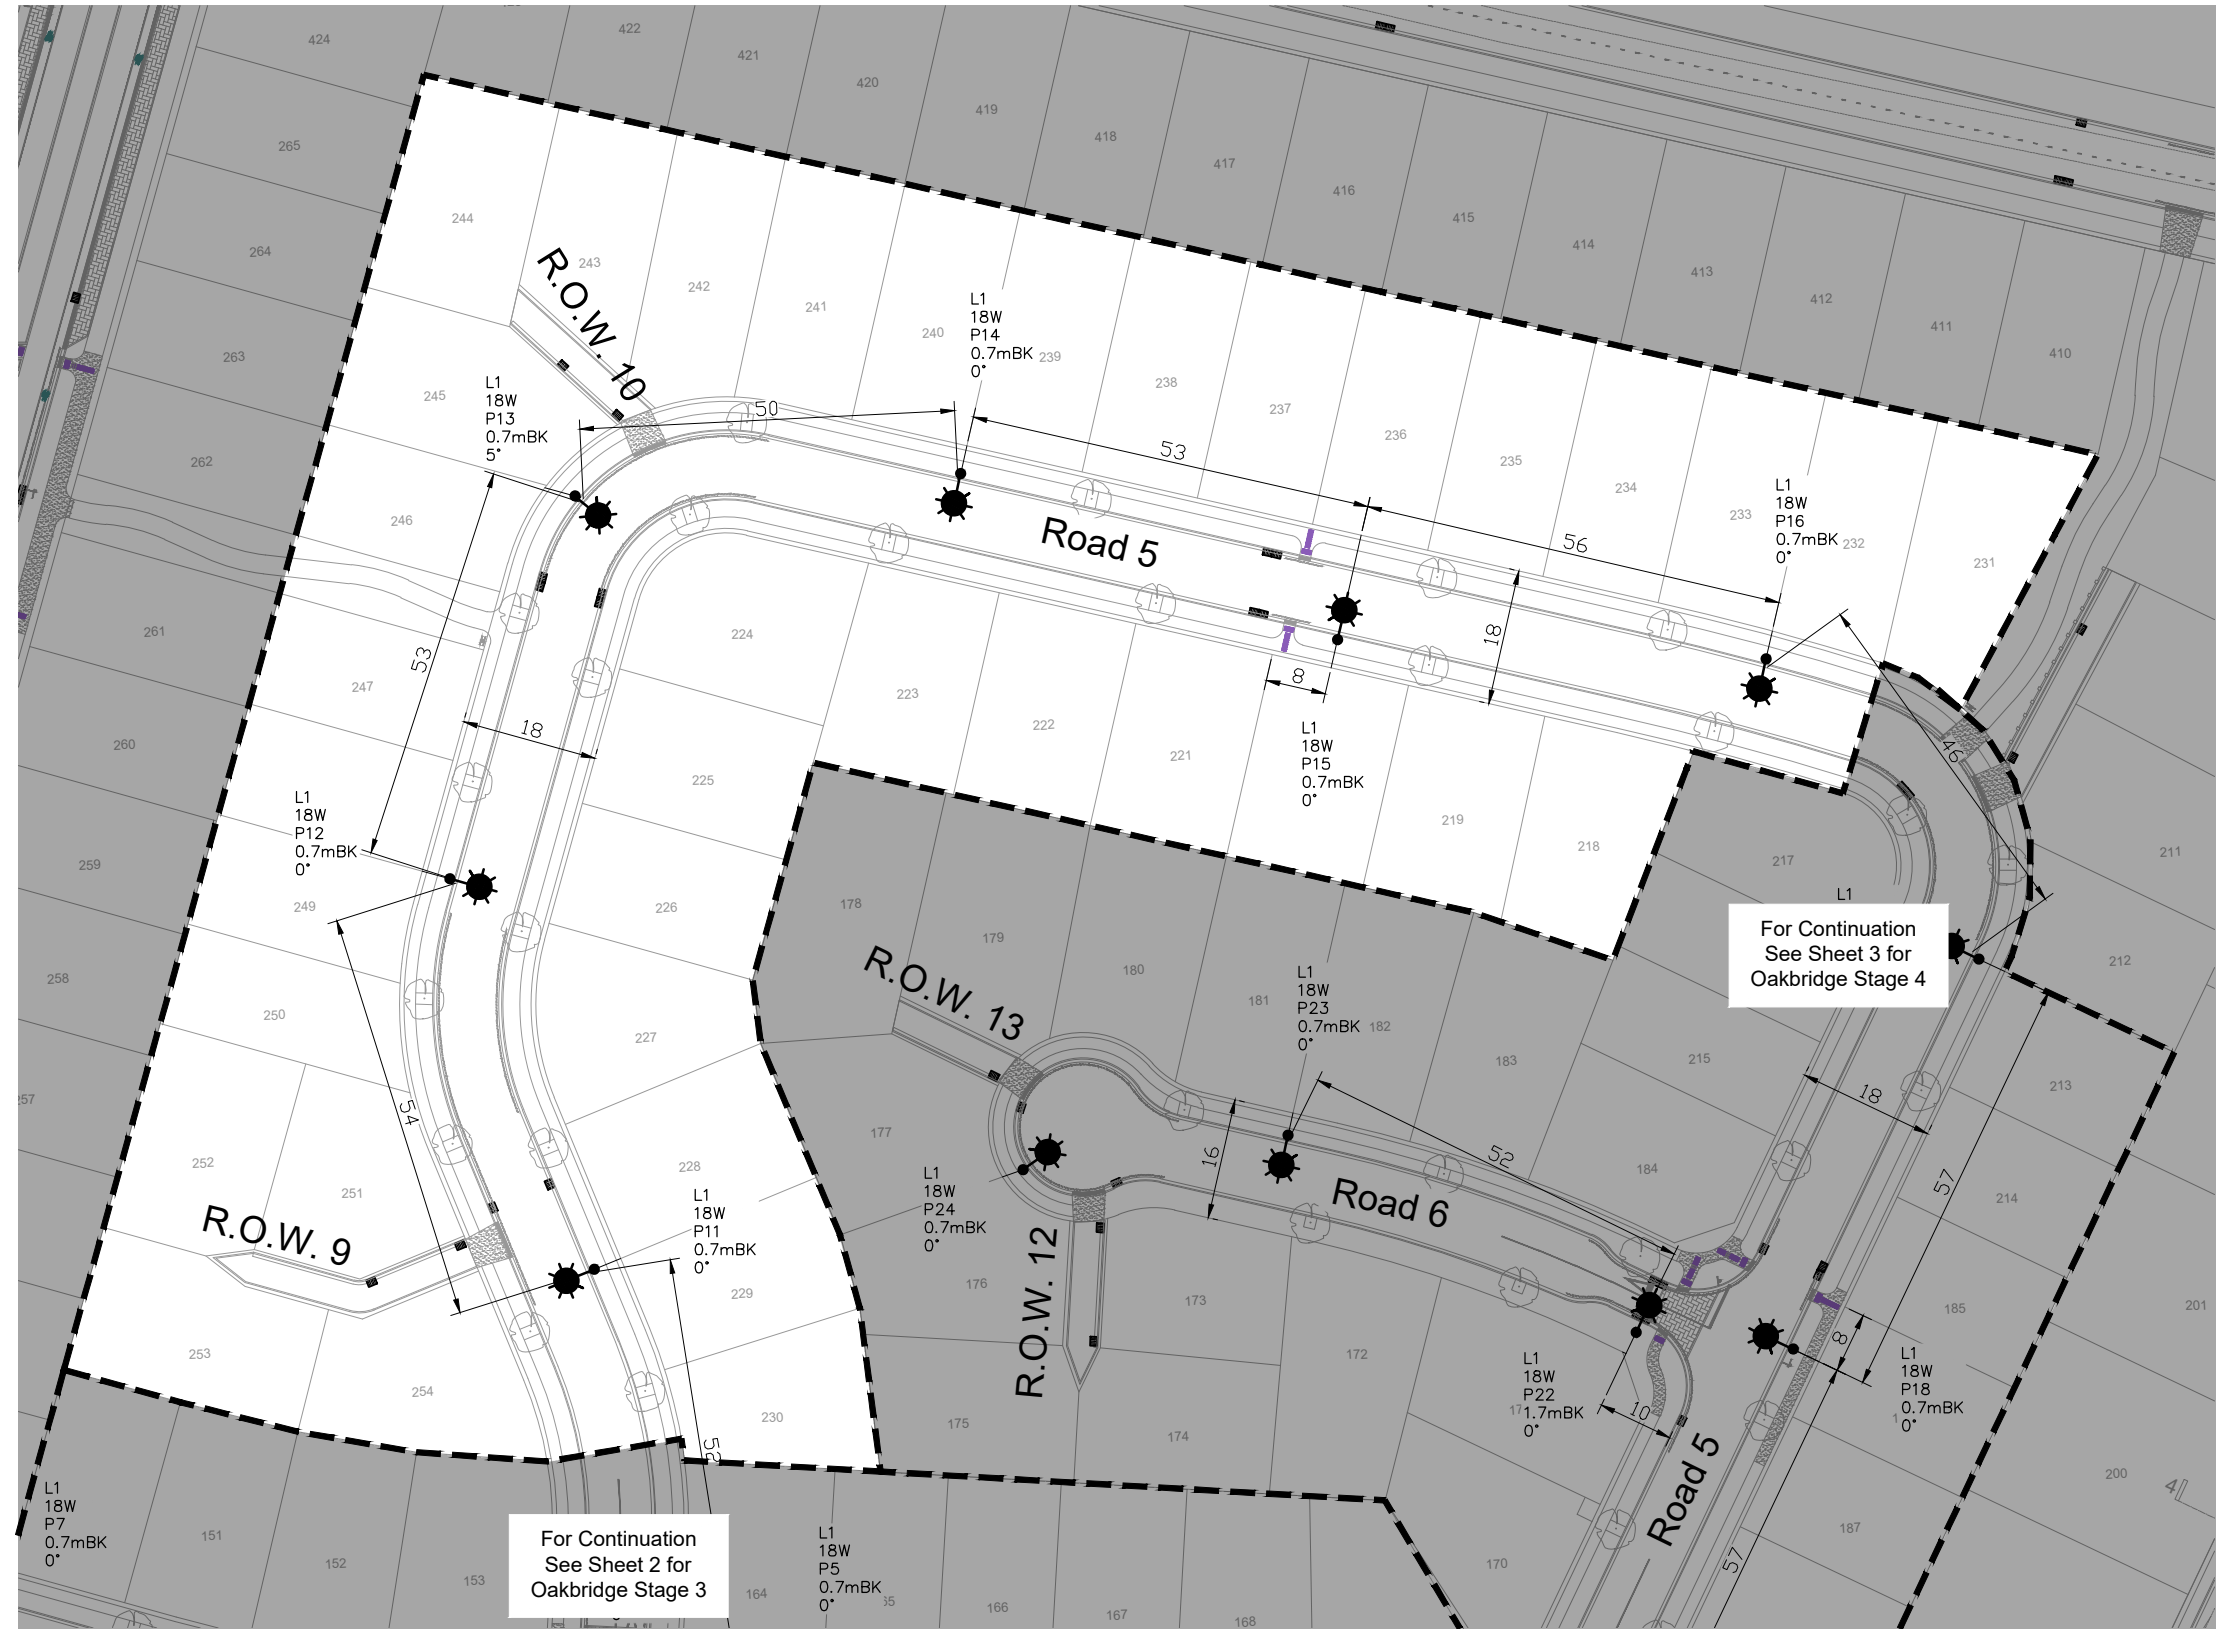 424
422
421
420
419
418
417
416
415
414
413
412
411
410
265
264
263
262
261
260
259
258
244
243
242
241
240
239
238
237
236
235
234
233
232
231
R.O.W. 10
L1
18W
P14
0.7mBK
0°
L1
18W
P13
0.7mBK
5°
50
53
56
L1
18W
P16
0.7mBK
0°
245
246
247
249
250
251
252
253
254
Road 5
18
8
L1
18W
P15
0.7mBK
0°
224
223
222
221
219
218
217
211
212
213
214
46
53
18
225
226
227
228
229
230
L1
18W
P12
0.7mBK
0°
54
R.O.W. 9
L1
18W
P11
0.7mBK
0°
52
178
179
180
181
182
183
184
215
L1
For Continuation
See Sheet 3 for
Oakbridge Stage 4
R.O.W. 13
L1
18W
P23
0.7mBK
0°
177
176
175
174
173
172
L1
18W
P24
0.7mBK
0°
16
52
Road 6
R.O.W. 12
18
57
8
185
201
200
187
170
L1
18W
P22
1.7mBK
0°
10
L1
18W
P18
0.7mBK
0°
Road 5
57
L1
18W
P7
0.7mBK
0°
151
152
153
For Continuation
See Sheet 2 for
Oakbridge Stage 3
164
L1
18W
P5
0.7mBK
0°
166
167
168